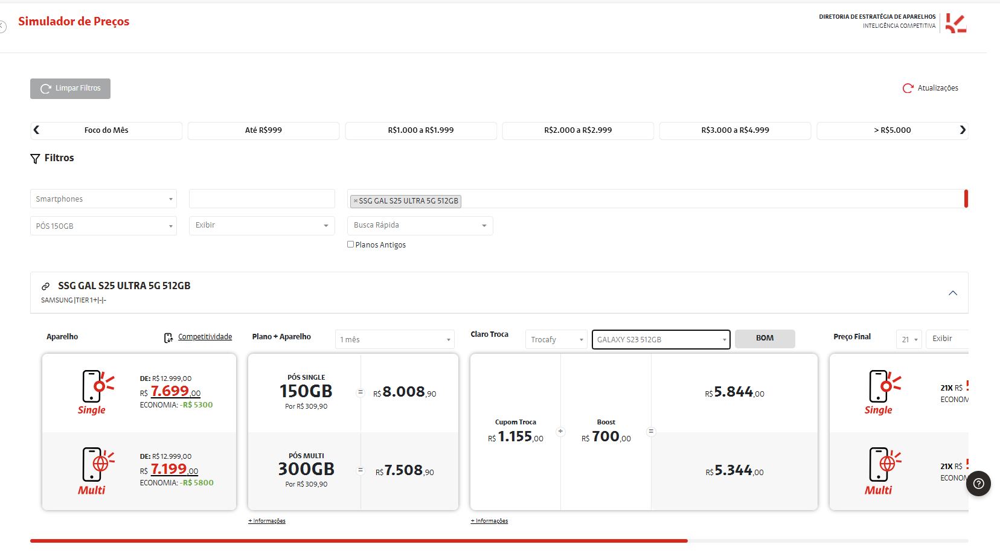 Simulador de Preços
DIRETORIA DE ESTRATÉGIA DE APARELHOS
INTELIGÊNCIA COMPETITIVA
Limpar Filtros
Atualizações
Foco do Mês
Até R$999
R$1.000 a R$1.999
R$2.000 a R$2.999
R$3.000 a R$4.999
> R$5.000
Filtros
Smartphones
×SSG GAL S25 ULTRA 5G 512GB
PÓS 150GB
Exibir
Busca Rápida
Planos Antigos
SSG GAL S25 ULTRA 5G 512GB
SAMSUNG |TIER 1+|-|-
Aparelho
Competitividade
DE: R$ 12.999,00
R$ 7.699,00
ECONOMIA: -R$ 5300
Single
DE: R$ 12.999,00
R$ 7.199,00
ECONOMIA: -R$ 5800
Multi
Plano + Aparelho
1 mês
PÓS SINGLE
150GB
Por R$ 309,90
= R$ 8.008,90
PÓS MULTI
300GB
Por R$ 309,90
= R$ 7.508,90
+ Informações
Claro Troca
Trocafy
GALAXY S23 512GB
BOM
Cupom Troca
R$ 1.155,00
+
Boost
R$ 700,00
=
R$ 5.844,00
R$ 5.344,00
+ Informações
Preço Final
21
Exibir
Single
21X R$
ECONOM
Multi
21X R$
ECONOM